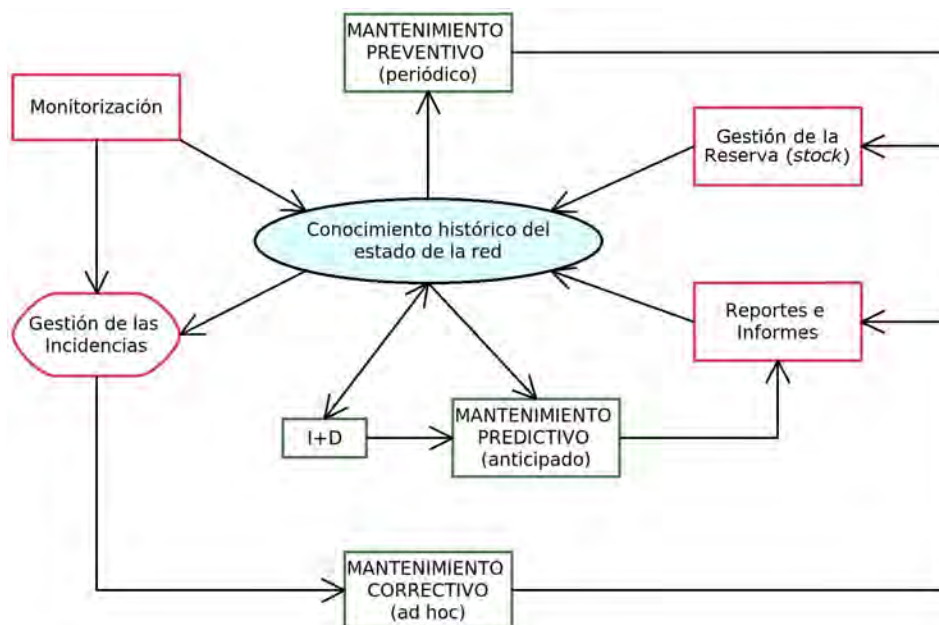 MANTENIMIENTO
PREVENTIVO
(periódico)
Monitorización
Gestión de la
Reserva (stock)
Conocimiento histórico del
estado de la red
Gestión de las
Incidencias
Reportes e
Informes
I+D
MANTENIMIENTO
PREDICTIVO
(anticipado)
MANTENIMIENTO
CORRECTIVO
(ad hoc)